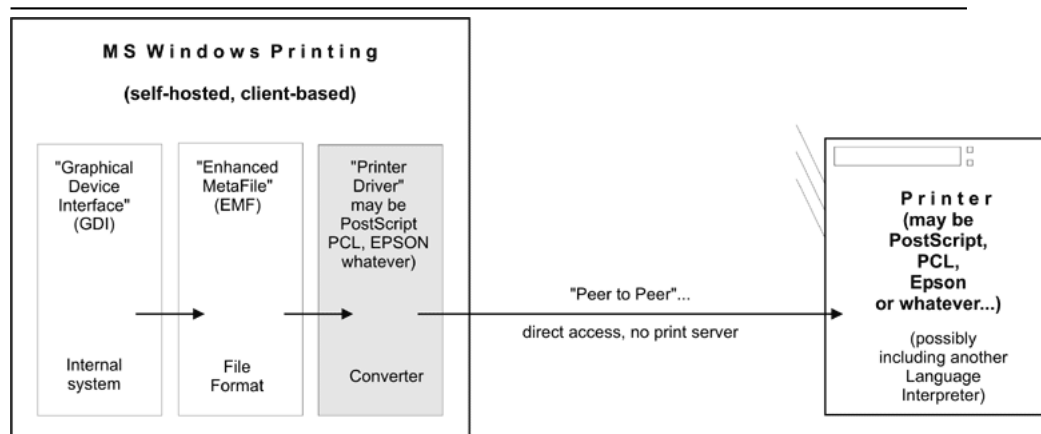 MS Windows Printing
(self-hosted, client-based)
"Graphical
Device
Interface"
(GDI)
Internal
system
"Enhanced
MetaFile"
(EMF)
File
Format
"Printer
Driver"
may be
PostScript
PCL, EPSON
whatever)
Converter
"Peer to Peer"...
direct access, no print server
Printer
(may be
PostScript,
PCL,
Epson
or whatever...)
(possibly
including another
Language
Interpreter)